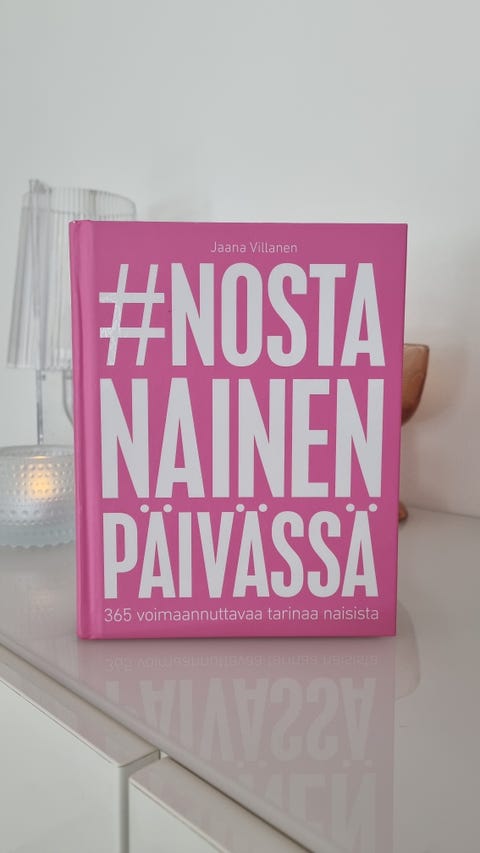 Jaana Villanen
#NOSTA
NAINEN
PÄIVÄSSÄ
365 voimaannuttavaa tarinaa naisista